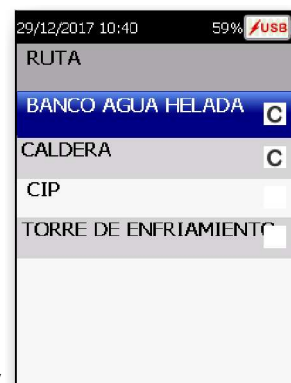 29/12/2017 10:40 59% USB
RUTA
BANCO AGUA HELADA C
CALDERA C
CIP
TORRE DE ENFRIAMIENTO